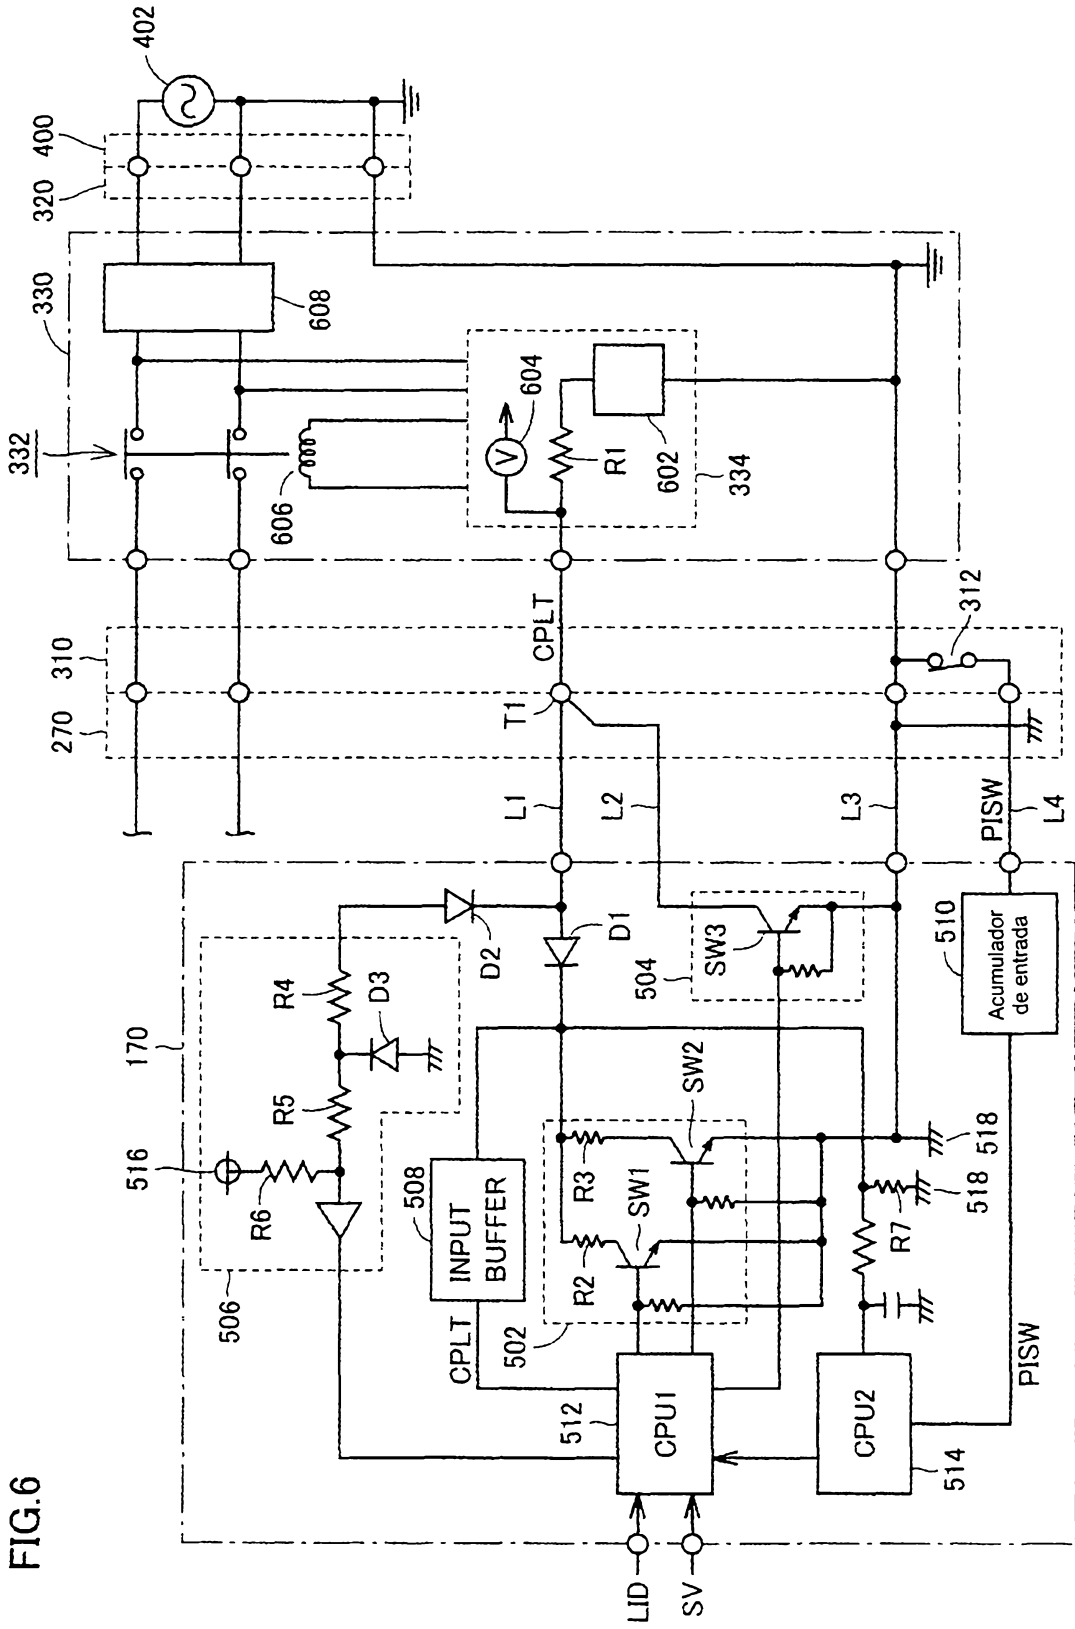 FIG.6
402
400
320
330
608
332
606
604
R1
602
334
310
270
CPLT
T1
312
L1
L2
L3
PISW
L4
170
516
R6
R5
R4
D3
D2
D1
506
508
INPUT
BUFFER
CPLT
504
SW3
510
Acumulador
de entrada
502
R2
R3
SW1
SW2
518
518
R7
512
CPU1
CPU2
514
PISW
LID
SV